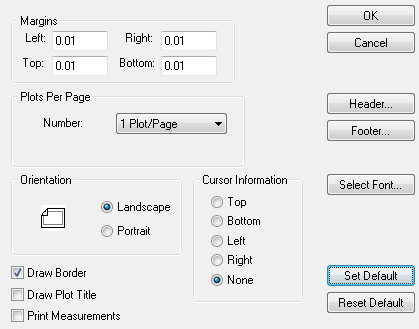 Margins
Left: 0.01 Right: 0.01
Top: 0.01 Bottom: 0.01
Plots Per Page
Number: 1 Plot/Page
Orientation
Landscape
Portrait
Cursor Information
Top
Bottom
Left
Right
None
Draw Border
Draw Plot Title
Print Measurements
OK
Cancel
Header...
Footer...
Select Font...
Set Default
Reset Default